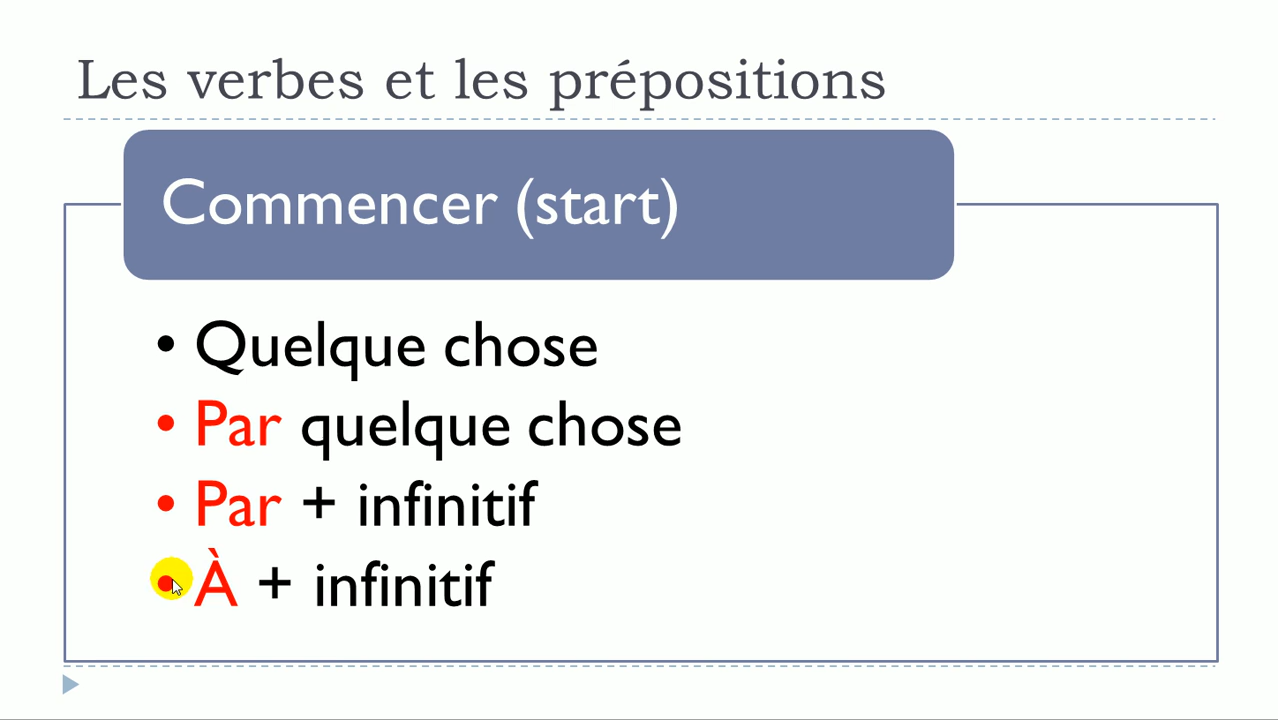 Les verbes et les prépositions
Commencer (start)
• Quelque chose
• Par quelque chose
• Par + infinitif
• À + infinitif